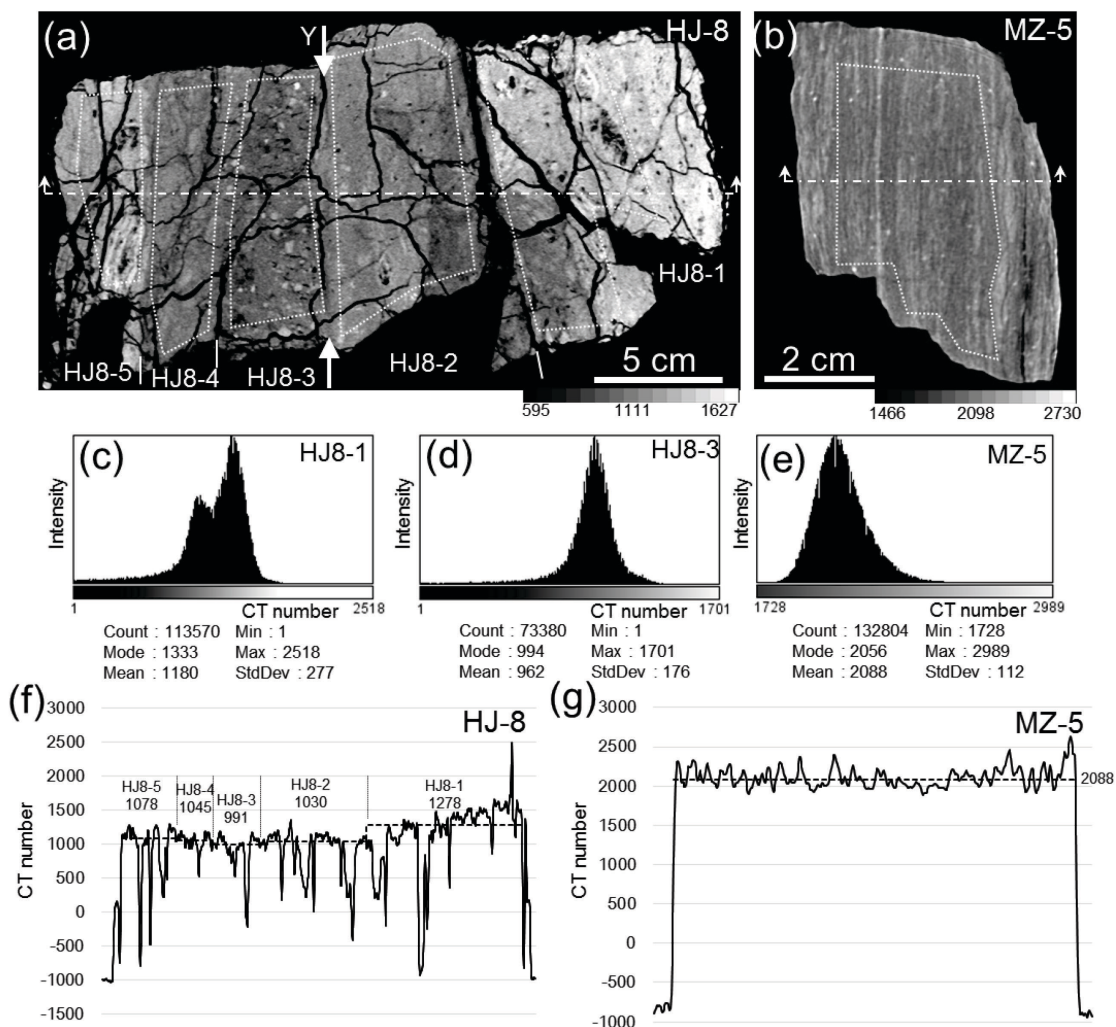 (a)
Y
HJ-8
HJ8-1
HJ8-5
HJ8-4
HJ8-3
HJ8-2
5 cm
595 1111 1627
(b)
MZ-5
2 cm
1466 2098 2730
(c)
HJ8-1
Intensity
1 CT number 2518
Count : 113570 Min : 1
Mode : 1333 Max : 2518
Mean : 1180 StdDev : 277
(d)
HJ8-3
Intensity
1 CT number 1701
Count : 73380 Min : 1
Mode : 994 Max : 1701
Mean : 962 StdDev : 176
(e)
MZ-5
Intensity
1728 CT number 2989
Count : 132804 Min : 1728
Mode : 2056 Max : 2989
Mean : 2088 StdDev : 112
(f)
HJ-8
CT number
3000
2500
2000
1500
1000
500
0
-500
-1000
-1500
HJ8-5
1078
HJ8-4
1045
HJ8-3
991
HJ8-2
1030
HJ8-1
1278
(g)
MZ-5
CT number
3000
2500
2000
1500
1000
500
0
-500
-1000
2088